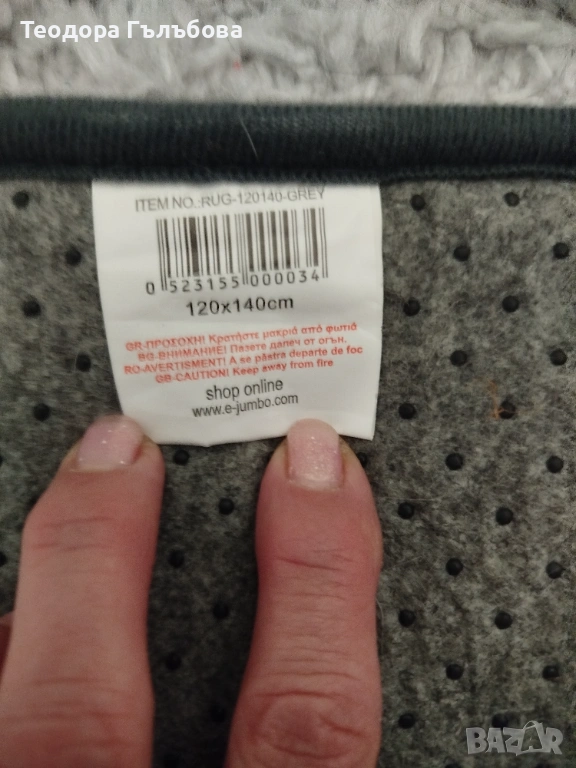 Теодора Гълъбова
ITEM NO.:RUG-120140-GREY
0 523155 000034
120x140cm
GR-ΠΡΟΣΟΧΗ! Κρατήστε μακριά από φωτιά
BG-ВНИМАНИЕ! Пазете далеч от огън.
RO-AVERTISMENT! A se păstra departe de foc
GB-CAUTION! Keep away from fire
shop online
www.e-jumbo.com
BAZAR